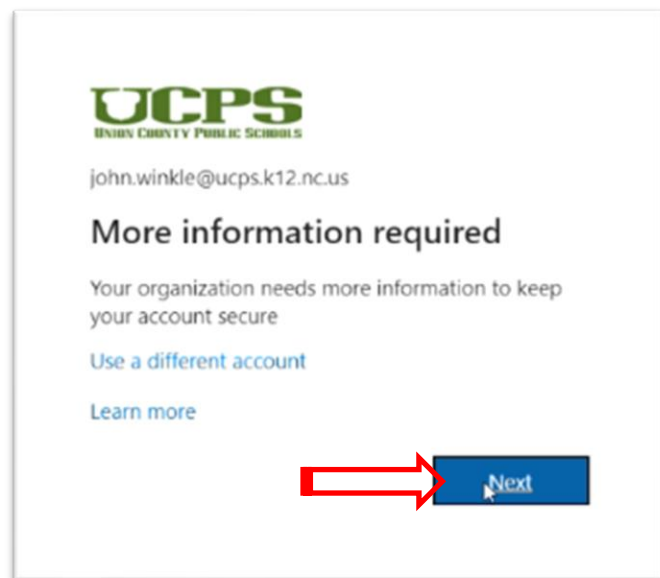 UCPS
UNION COUNTY PUBLIC SCHOOLS
john.winkle@ucps.k12.nc.us
More information required
Your organization needs more information to keep
your account secure
Use a different account
Learn more
Next